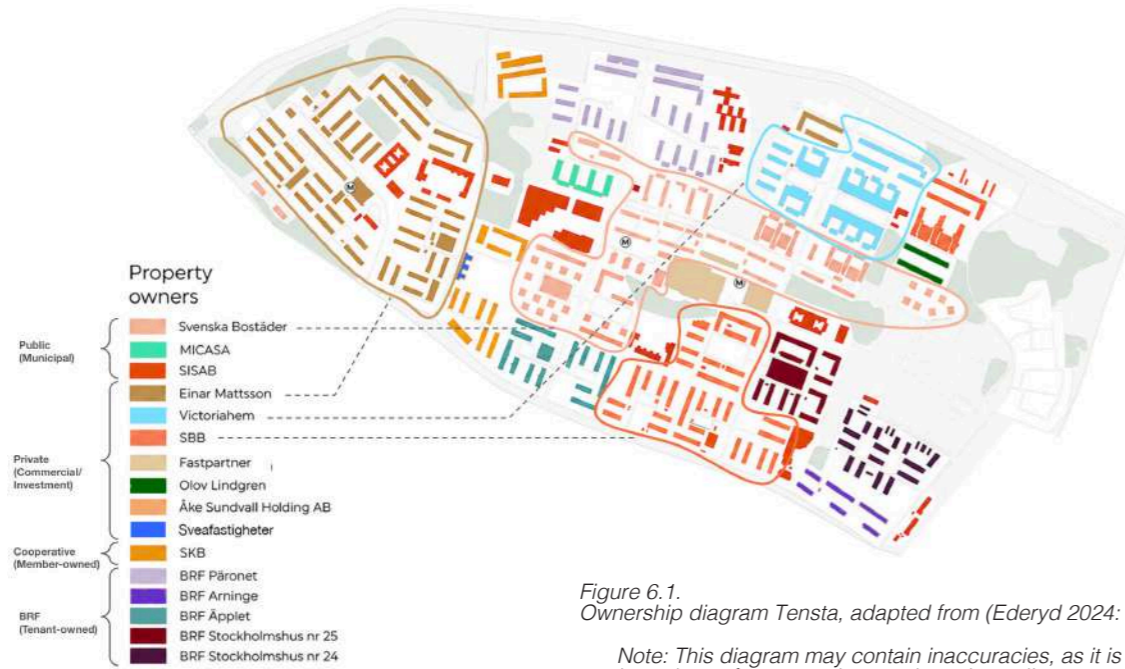 M
M
M
Property
owners
Public
(Municipal)
Svenska Bostäder
MICASA
SISAB
Private
(Commercial/
Investment)
Einar Mattsson
Victoriahem
SBB
Fastpartner
Olov Lindgren
Åke Sundvall Holding AB
Sveafastigheter
Cooperative
(Member-owned)
SKB
BRF
(Tenant-owned)
BRF Päronet
BRF Arninge
BRF Äpplet
BRF Stockholmshus nr 25
BRF Stockholmshus nr 24
Figure 6.1.
Ownership diagram Tensta, adapted from (Ederyd 2024:
Note: This diagram may contain inaccuracies, as it is